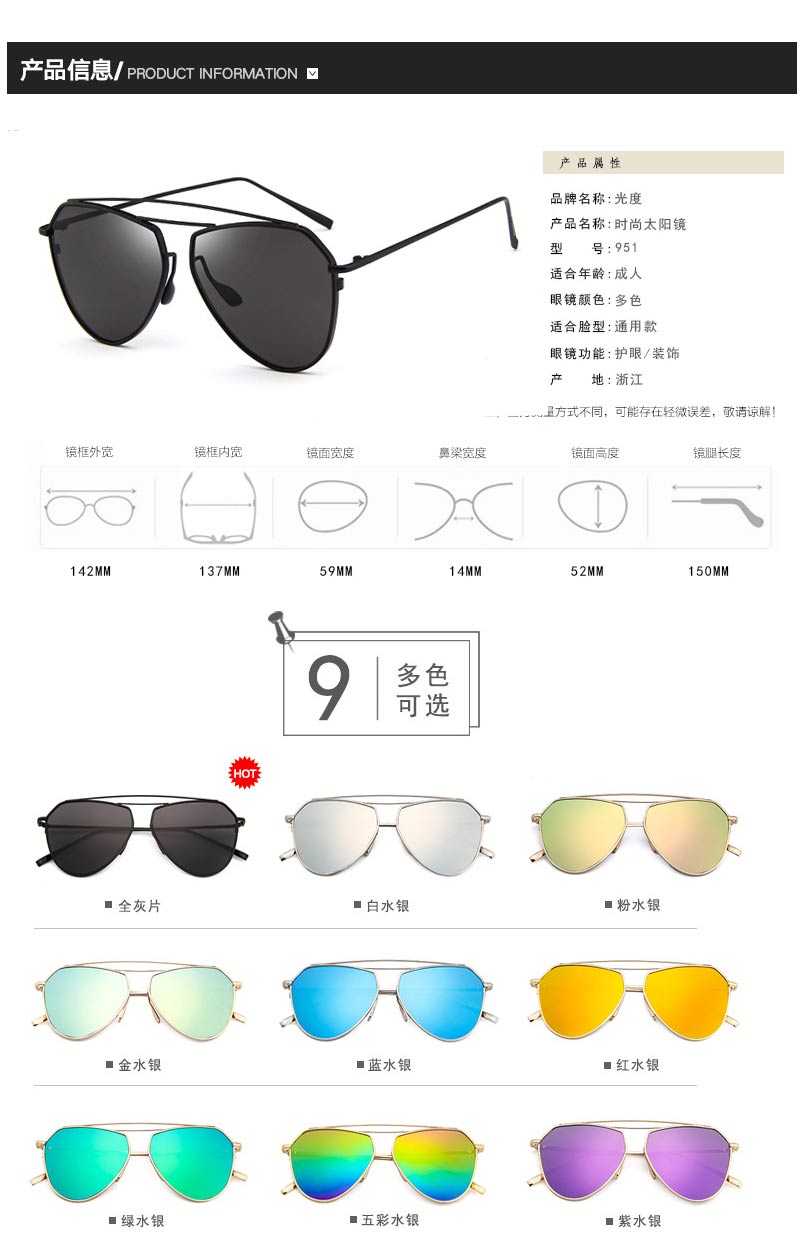 产品信息/ PRODUCT INFORMATION
产品属性
品牌名称:光度
产品名称:时尚太阳镜
型 号:951
适合年龄:成人
眼镜颜色:多色
适合脸型:通用款
眼镜功能:护眼/装饰
产 地:浙江
量方式不同，可能存在轻微误差，敬请谅解!
镜框外宽 镜框内宽 镜面宽度 鼻梁宽度 镜面高度 镜腿长度
142MM 137MM 59MM 14MM 52MM 150MM
9
多色
可选
HOT
全灰片 白水银 粉水银
金水银 蓝水银 红水银
绿水银 五彩水银 紫水银